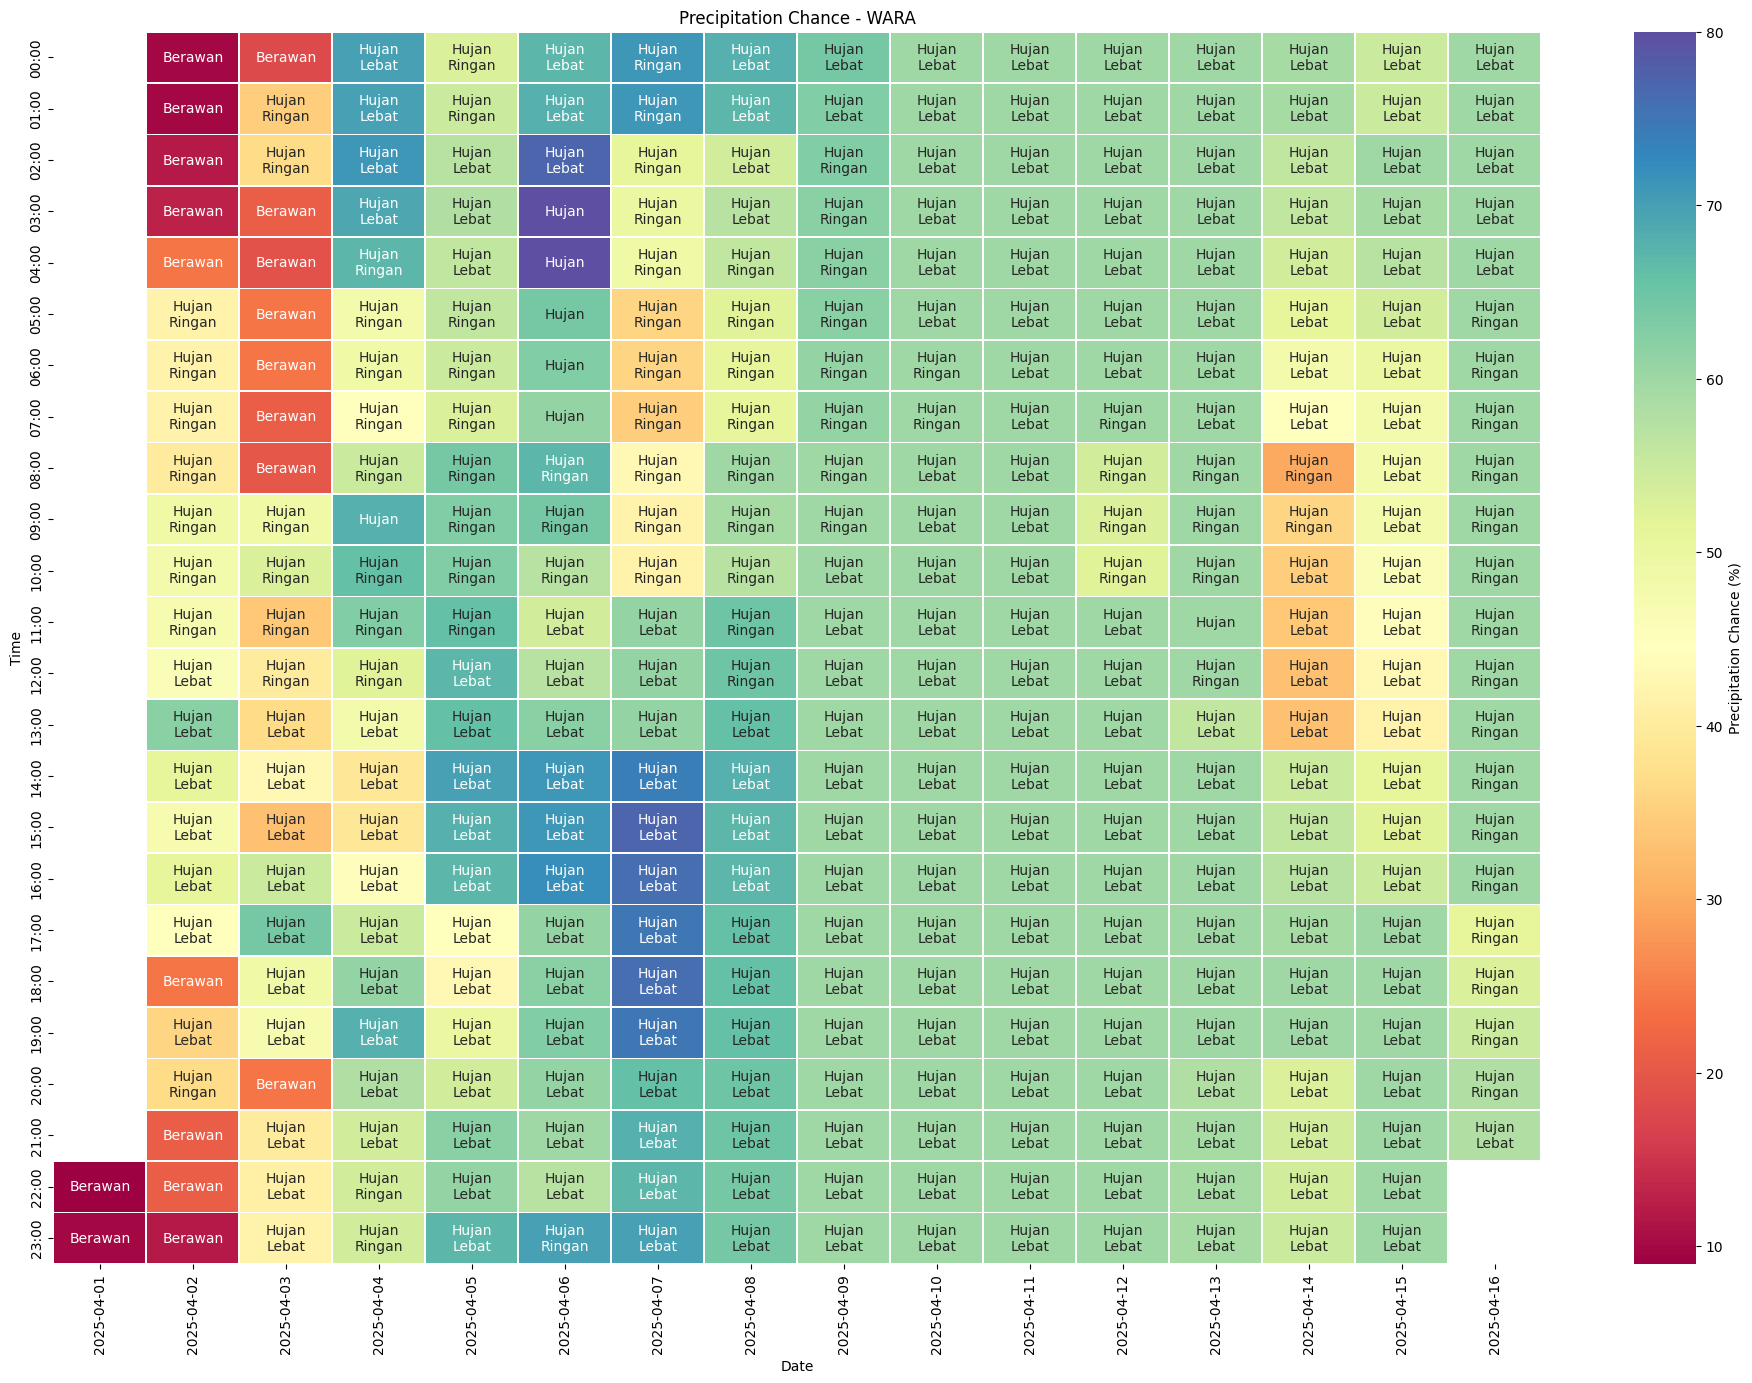 Precipitation Chance - WARA
00:00 Berawan Berawan Hujan Lebat Hujan Ringan Hujan Lebat Hujan Ringan Hujan Lebat Hujan Lebat Hujan Lebat Hujan Lebat Hujan Lebat Hujan Lebat Hujan Lebat Hujan Lebat Hujan Lebat
01:00 Berawan Hujan Ringan Hujan Lebat Hujan Ringan Hujan Lebat Hujan Ringan Hujan Lebat Hujan Lebat Hujan Lebat Hujan Lebat Hujan Lebat Hujan Lebat Hujan Lebat Hujan Lebat Hujan Lebat
02:00 Berawan Hujan Ringan Hujan Lebat Hujan Lebat Hujan Lebat Hujan Ringan Hujan Lebat Hujan Ringan Hujan Lebat Hujan Lebat Hujan Lebat Hujan Lebat Hujan Lebat Hujan Lebat Hujan Lebat
03:00 Berawan Berawan Hujan Lebat Hujan Lebat Hujan Hujan Ringan Hujan Lebat Hujan Ringan Hujan Lebat Hujan Lebat Hujan Lebat Hujan Lebat Hujan Lebat Hujan Lebat Hujan Lebat
04:00 Berawan Berawan Hujan Ringan Hujan Lebat Hujan Hujan Ringan Hujan Ringan Hujan Ringan Hujan Lebat Hujan Lebat Hujan Lebat Hujan Lebat Hujan Lebat Hujan Lebat Hujan Lebat
05:00 Hujan Ringan Berawan Hujan Ringan Hujan Ringan Hujan Hujan Ringan Hujan Ringan Hujan Ringan Hujan Lebat Hujan Lebat Hujan Lebat Hujan Lebat Hujan Lebat Hujan Lebat Hujan Ringan
06:00 Hujan Ringan Berawan Hujan Ringan Hujan Ringan Hujan Hujan Ringan Hujan Ringan Hujan Ringan Hujan Ringan Hujan Lebat Hujan Lebat Hujan Lebat Hujan Lebat Hujan Lebat Hujan Ringan
07:00 Hujan Ringan Berawan Hujan Ringan Hujan Ringan Hujan Hujan Ringan Hujan Ringan Hujan Ringan Hujan Ringan Hujan Lebat Hujan Ringan Hujan Lebat Hujan Lebat Hujan Lebat Hujan Ringan
08:00 Hujan Ringan Berawan Hujan Ringan Hujan Ringan Hujan Ringan Hujan Ringan Hujan Ringan Hujan Ringan Hujan Lebat Hujan Lebat Hujan Ringan Hujan Ringan Hujan Ringan Hujan Lebat Hujan Ringan
09:00 Hujan Ringan Hujan Ringan Hujan Hujan Ringan Hujan Ringan Hujan Ringan Hujan Ringan Hujan Ringan Hujan Lebat Hujan Lebat Hujan Ringan Hujan Ringan Hujan Ringan Hujan Lebat Hujan Ringan
10:00 Hujan Ringan Hujan Ringan Hujan Ringan Hujan Ringan Hujan Ringan Hujan Ringan Hujan Ringan Hujan Lebat Hujan Lebat Hujan Lebat Hujan Ringan Hujan Ringan Hujan Lebat Hujan Lebat Hujan Ringan
11:00 Hujan Ringan Hujan Ringan Hujan Ringan Hujan Ringan Hujan Lebat Hujan Lebat Hujan Ringan Hujan Lebat Hujan Lebat Hujan Lebat Hujan Lebat Hujan Hujan Lebat Hujan Lebat Hujan Ringan
12:00 Hujan Lebat Hujan Ringan Hujan Ringan Hujan Lebat Hujan Lebat Hujan Lebat Hujan Ringan Hujan Lebat Hujan Lebat Hujan Lebat Hujan Lebat Hujan Ringan Hujan Lebat Hujan Lebat Hujan Ringan
13:00 Hujan Lebat Hujan Lebat Hujan Lebat Hujan Lebat Hujan Lebat Hujan Lebat Hujan Lebat Hujan Lebat Hujan Lebat Hujan Lebat Hujan Lebat Hujan Lebat Hujan Lebat Hujan Lebat Hujan Ringan
14:00 Hujan Lebat Hujan Lebat Hujan Lebat Hujan Lebat Hujan Lebat Hujan Lebat Hujan Lebat Hujan Lebat Hujan Lebat Hujan Lebat Hujan Lebat Hujan Lebat Hujan Lebat Hujan Lebat Hujan Ringan
15:00 Hujan Lebat Hujan Lebat Hujan Lebat Hujan Lebat Hujan Lebat Hujan Lebat Hujan Lebat Hujan Lebat Hujan Lebat Hujan Lebat Hujan Lebat Hujan Lebat Hujan Lebat Hujan Lebat Hujan Ringan
16:00 Hujan Lebat Hujan Lebat Hujan Lebat Hujan Lebat Hujan Lebat Hujan Lebat Hujan Lebat Hujan Lebat Hujan Lebat Hujan Lebat Hujan Lebat Hujan Lebat Hujan Lebat Hujan Lebat Hujan Ringan
17:00 Hujan Lebat Hujan Lebat Hujan Lebat Hujan Lebat Hujan Lebat Hujan Lebat Hujan Lebat Hujan Lebat Hujan Lebat Hujan Lebat Hujan Lebat Hujan Lebat Hujan Lebat Hujan Lebat Hujan Ringan
18:00 Berawan Hujan Lebat Hujan Lebat Hujan Lebat Hujan Lebat Hujan Lebat Hujan Lebat Hujan Lebat Hujan Lebat Hujan Lebat Hujan Lebat Hujan Lebat Hujan Lebat Hujan Lebat Hujan Ringan
19:00 Hujan Lebat Hujan Lebat Hujan Lebat Hujan Lebat Hujan Lebat Hujan Lebat Hujan Lebat Hujan Lebat Hujan Lebat Hujan Lebat Hujan Lebat Hujan Lebat Hujan Lebat Hujan Lebat Hujan Ringan
20:00 Hujan Ringan Berawan Hujan Lebat Hujan Lebat Hujan Lebat Hujan Lebat Hujan Lebat Hujan Lebat Hujan Lebat Hujan Lebat Hujan Lebat Hujan Lebat Hujan Lebat Hujan Lebat Hujan Ringan
21:00 Berawan Hujan Lebat Hujan Lebat Hujan Lebat Hujan Lebat Hujan Lebat Hujan Lebat Hujan Lebat Hujan Lebat Hujan Lebat Hujan Lebat Hujan Lebat Hujan Lebat Hujan Lebat Hujan Lebat
22:00 Berawan Berawan Hujan Lebat Hujan Ringan Hujan Lebat Hujan Lebat Hujan Lebat Hujan Lebat Hujan Lebat Hujan Lebat Hujan Lebat Hujan Lebat Hujan Lebat Hujan Lebat Hujan Lebat
23:00 Berawan Berawan Hujan Lebat Hujan Ringan Hujan Lebat Hujan Ringan Hujan Lebat Hujan Lebat Hujan Lebat Hujan Lebat Hujan Lebat Hujan Lebat Hujan Lebat Hujan Lebat Hujan Lebat
Time
2025-04-01 2025-04-02 2025-04-03 2025-04-04 2025-04-05 2025-04-06 2025-04-07 2025-04-08 2025-04-09 2025-04-10 2025-04-11 2025-04-12 2025-04-13 2025-04-14 2025-04-15 2025-04-16
Date
80
70
60
50
40
30
20
10
Precipitation Chance (%)